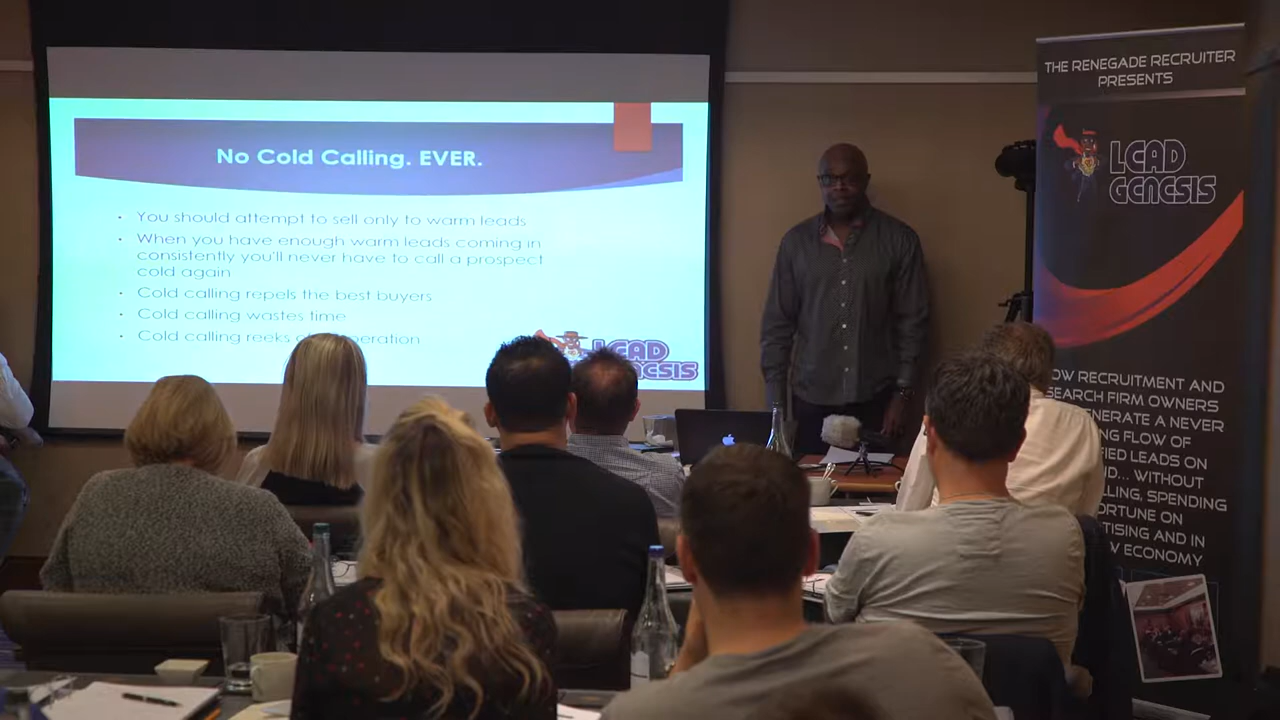 No Cold Calling. EVER.
You should attempt to sell only to warm leads
When you have enough warm leads coming in
consistently you'll never have to call a prospect
cold again
Cold calling repels the best buyers
Cold calling wastes time
Cold calling reeks
LEAD
GENESIS
THE RENEGADE RECRUITER
PRESENTS
LEAD
GENESIS
RECRUITMENT AND
FIRM OWNERS
A NEVER
FLOW OF
LEADS ON
WITHOUT
SPENDING
ON
AND IN
ECONOMY